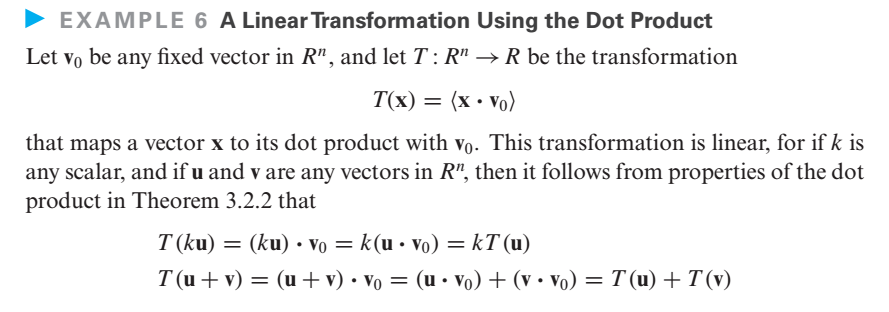 ▶ EXAMPLE 6 A Linear Transformation Using the Dot Product
Let v₀ be any fixed vector in Rⁿ, and let T : Rⁿ → R be the transformation
T(x) = ⟨x • v₀⟩
that maps a vector x to its dot product with v₀. This transformation is linear, for if k is
any scalar, and if u and v are any vectors in Rⁿ, then it follows from properties of the dot
product in Theorem 3.2.2 that
T(ku) = (ku) • v₀ = k(u • v₀) = kT(u)
T(u + v) = (u + v) • v₀ = (u • v₀) + (v • v₀) = T(u) + T(v)